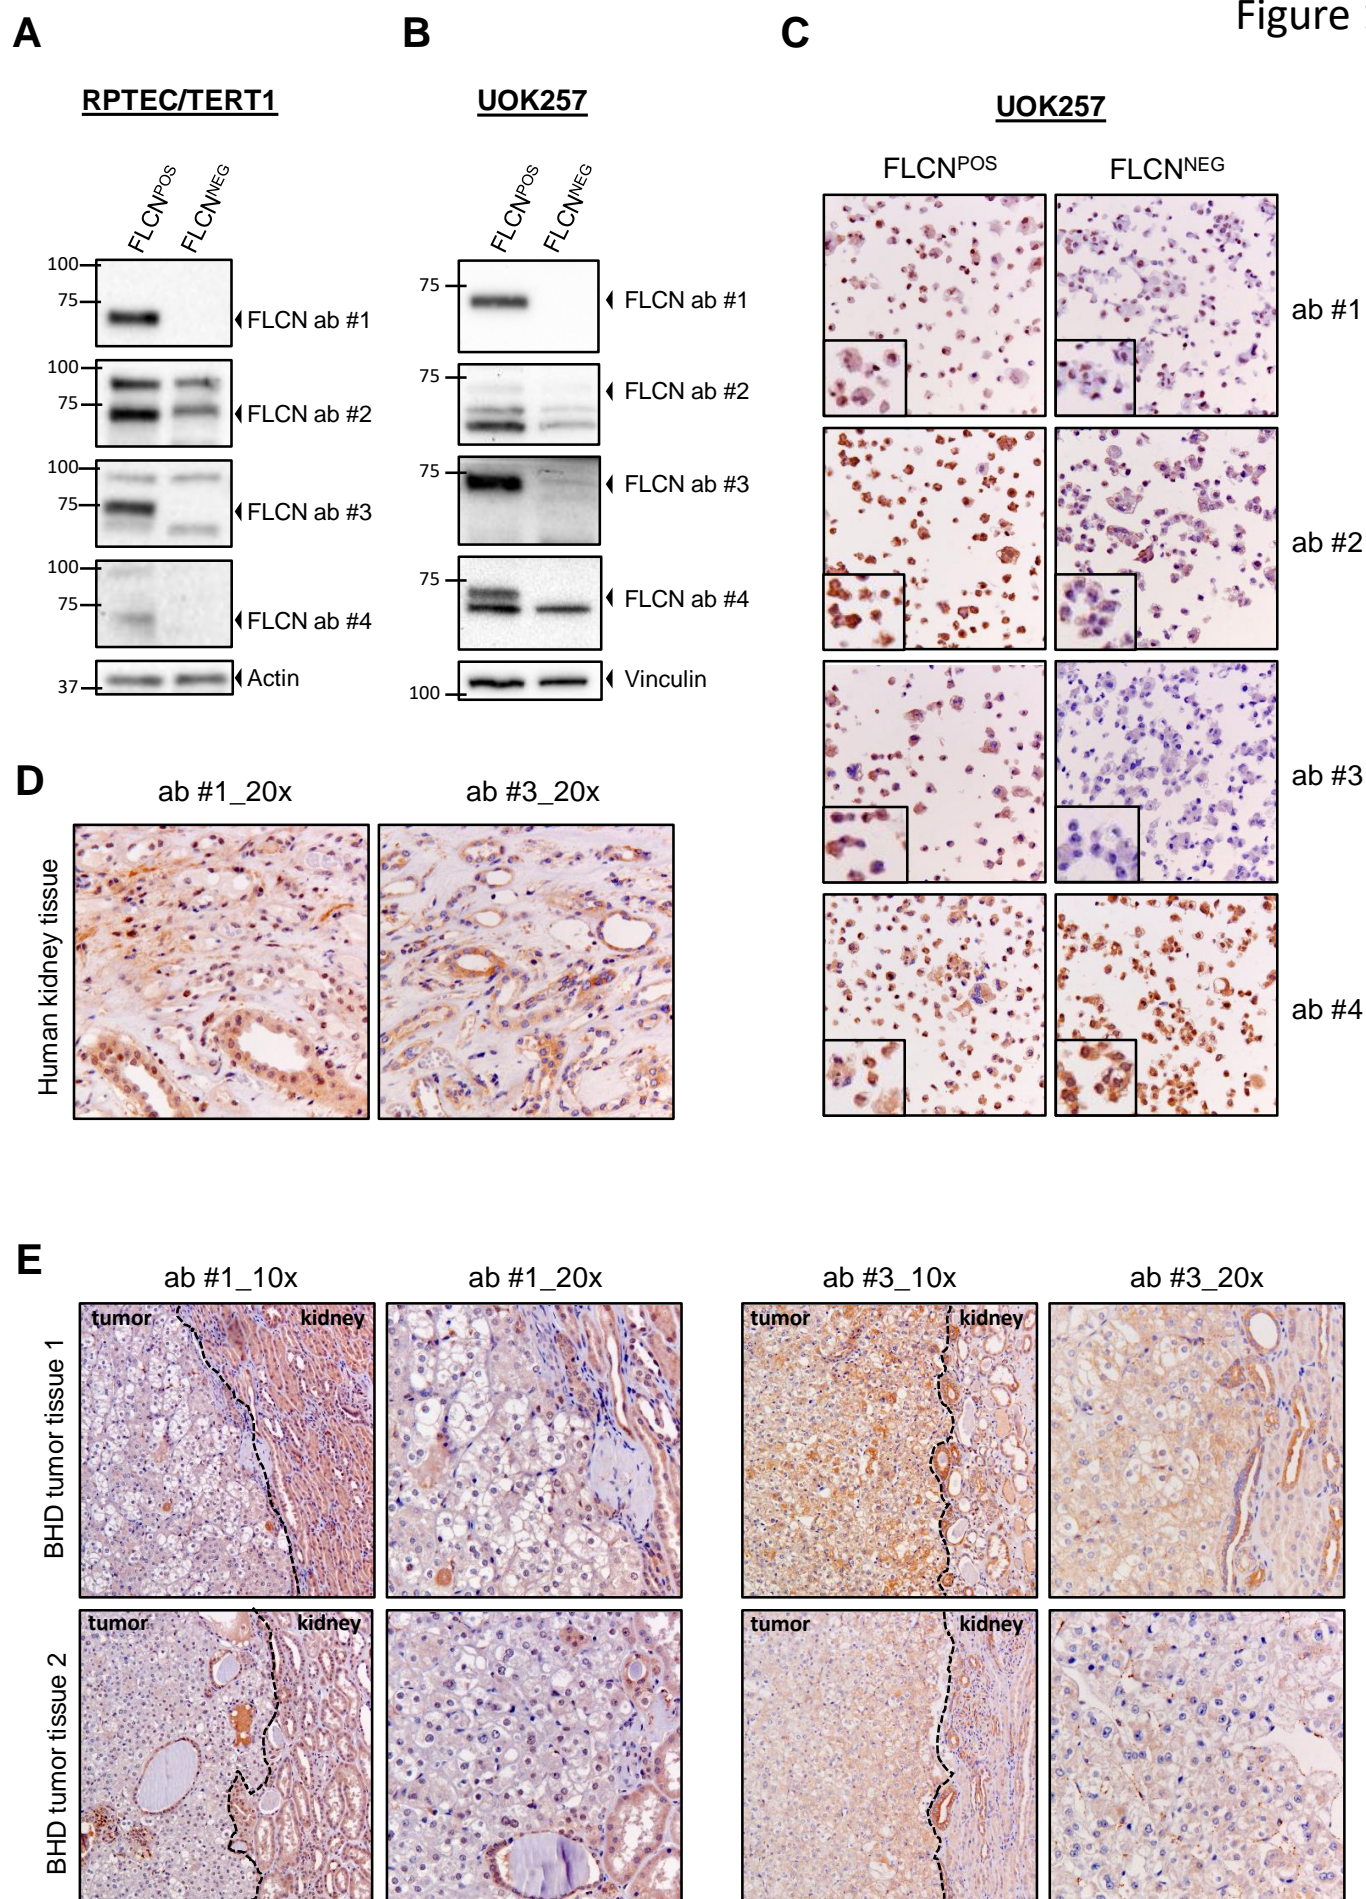 Figure
A
B
C
RPTEC/TERT1
UOK257
UOK257
FLCNPOS
FLCNNEG
FLCNPOS
FLCNNEG
FLCNPOS
FLCNNEG
100
75
FLCN ab #1
100
75
FLCN ab #2
100
75
FLCN ab #3
100
75
FLCN ab #4
37
Actin
75
FLCN ab #1
75
FLCN ab #2
75
FLCN ab #3
75
FLCN ab #4
100
Vinculin
ab #1
ab #2
ab #3
ab #4
D
ab #1_20x
ab #3_20x
Human kidney tissue
E
ab #1_10x
ab #1_20x
ab #3_10x
ab #3_20x
BHD tumor tissue 1
tumor
kidney
tumor
kidney
BHD tumor tissue 2
tumor
kidney
tumor
kidney